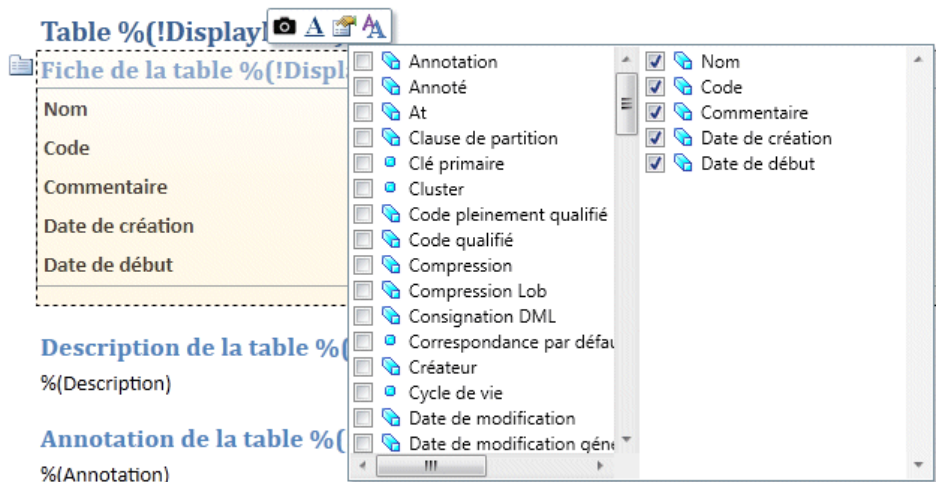 Table %(!Displayl
Fiche de la table %(!Displ
Nom
Code
Commentaire
Date de création
Date de début
Description de la table %(
%(Description)
Annotation de la table %(
%(Annotation)
A
A A
Annotation
Annoté
At
Clause de partition
Clé primaire
Cluster
Code pleinement qualifié
Code qualifié
Compression
Compression Lob
Consignation DML
Correspondance par défau
Créateur
Cycle de vie
Date de modification
Date de modification géné
Nom
Code
Commentaire
Date de création
Date de début